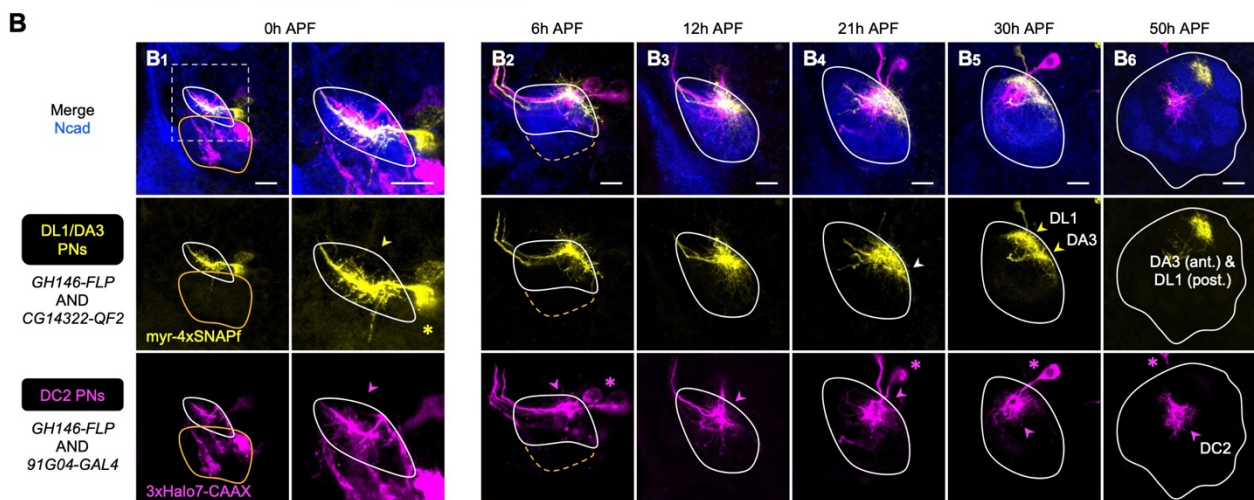 B
0h APF
6h APF
12h APF
21h APF
30h APF
50h APF
Merge
Ncad
B1
B2
B3
B4
B5
B6
DL1/DA3
PNs
GH146-FLP
AND
CG14322-QF2
myr-4xSNAPf
*
DL1
DA3
DA3 (ant.) &
DL1 (post.)
DC2 PNs
GH146-FLP
AND
91G04-GAL4
3xHalo7-CAAX
*
*
*
*
DC2